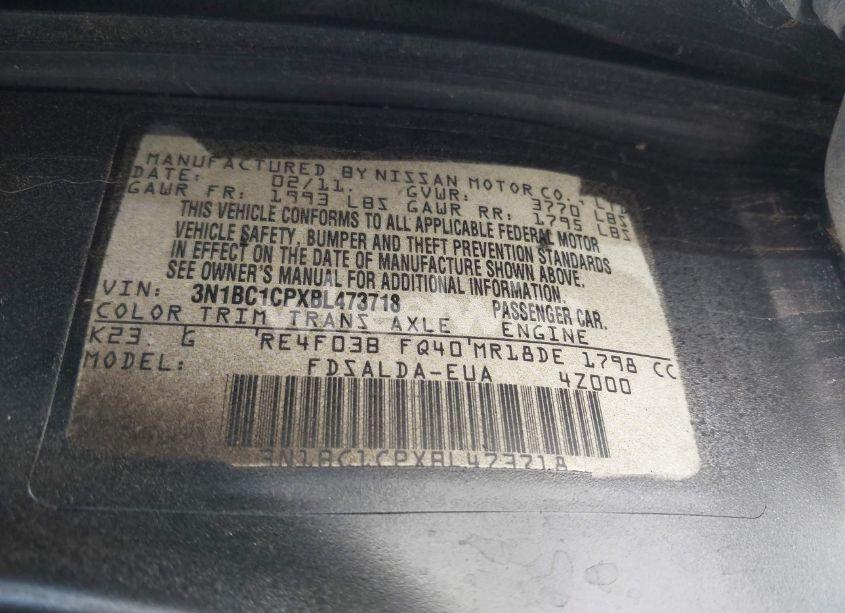 MANUFACTURED BY NISSAN MOTOR CO., LTD
DATE: 02/11. GVWR: 3770 LBS
GAWR FR: 1993 LBS GAWR RR: 1795 LBS
THIS VEHICLE CONFORMS TO ALL APPLICABLE FEDERAL MOTOR
VEHICLE SAFETY, BUMPER AND THEFT PREVENTION STANDARDS
IN EFFECT ON THE DATE OF MANUFACTURE SHOWN ABOVE.
SEE OWNER'S MANUAL FOR ADDITIONAL INFORMATION.
VIN: 3N1BC1CPXBL473718 PASSENGER CAR.
COLOR TRIM TRANS AXLE ENGINE
K23 G RE4F03B FQ40 MR18DE 1798 CC
MODEL: FDSALDA-EUA 4Z000
3N1BC1CPXBL473718